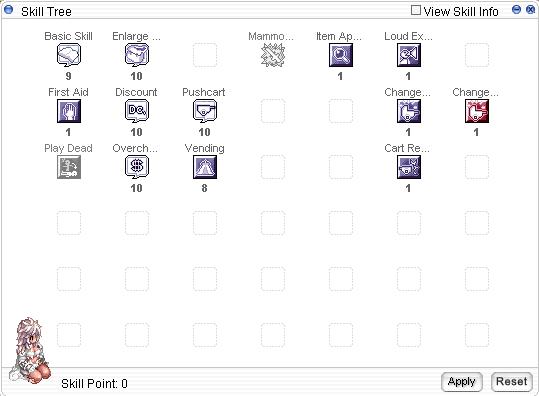 Skill Tree
View Skill Info
Basic Skill
Enlarge ...
Mammo...
Item Ap...
Loud Ex...
9
10
1
1
First Aid
Discount
Pushcart
Change...
Change...
1
10
10
1
1
Play Dead
Overch...
Vending
Cart Re...
10
8
1
Skill Point: 0
Apply
Reset